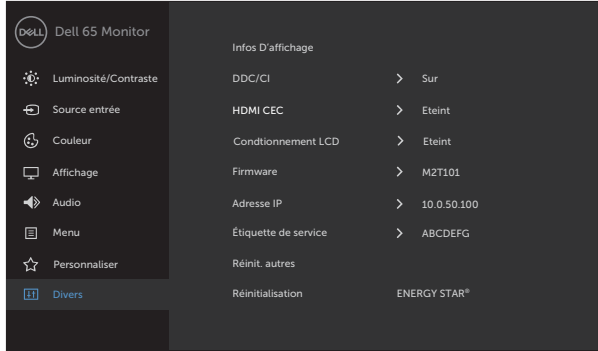 DELL Dell 65 Monitor
Infos D'affichage
Luminosité/Contraste DDC/CI > Sur
Source entrée HDMI CEC > Eteint
Couleur Condtionnement LCD > Eteint
Affichage Firmware > M2T101
Audio Adresse IP > 10.0.50.100
Menu Étiquette de service > ABCDEFG
Personnaliser Réinit. autres
Divers Réinitialisation ENERGY STAR®